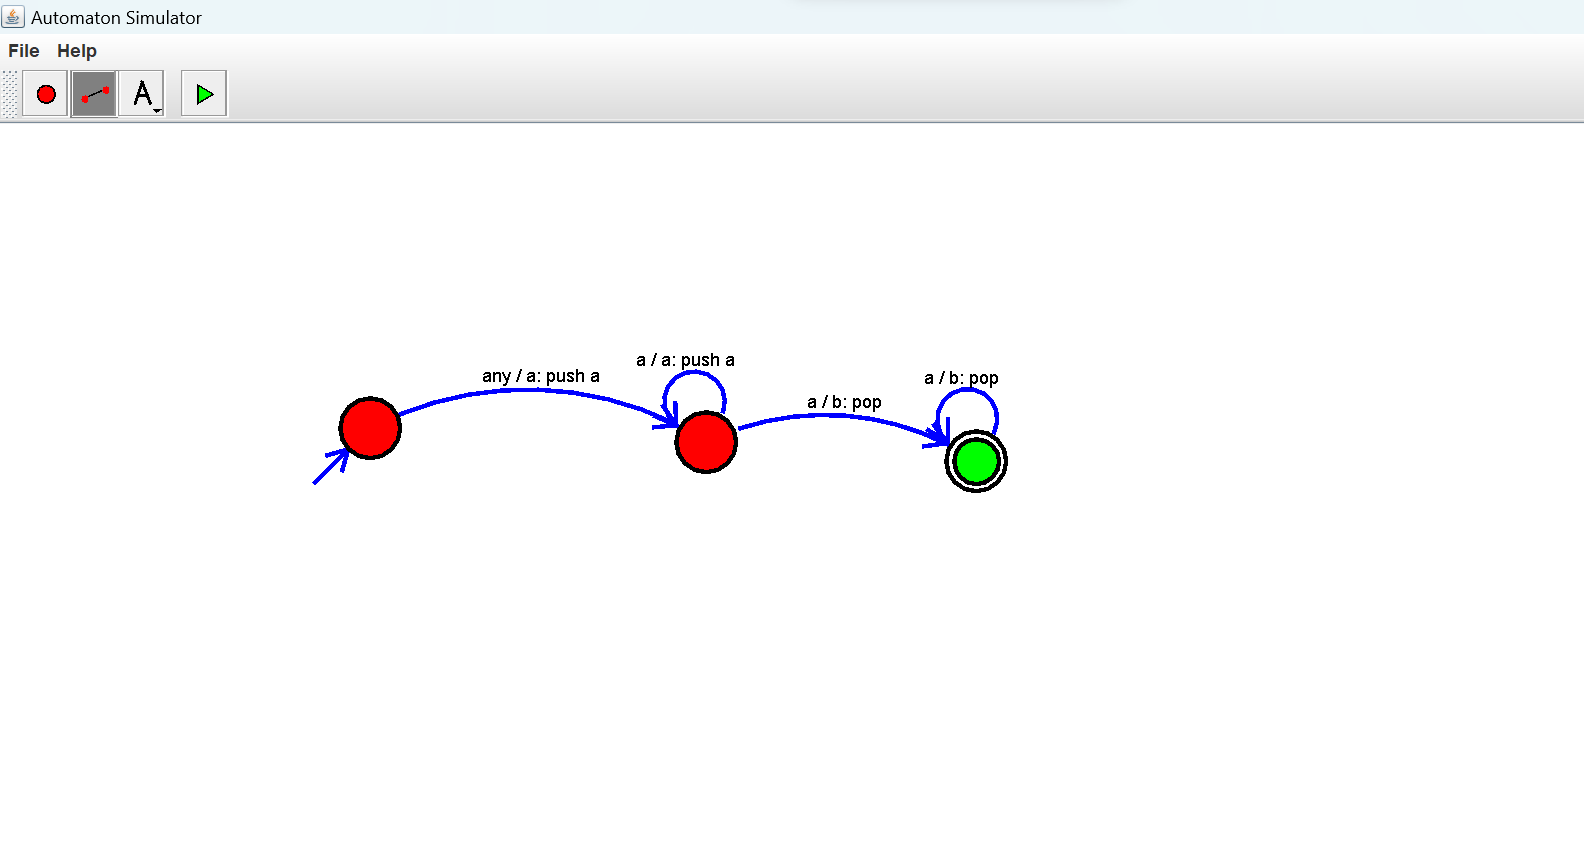 Automaton Simulator
File Help
A
a / a: push a
any / a: push a
a / b: pop
a / b: pop